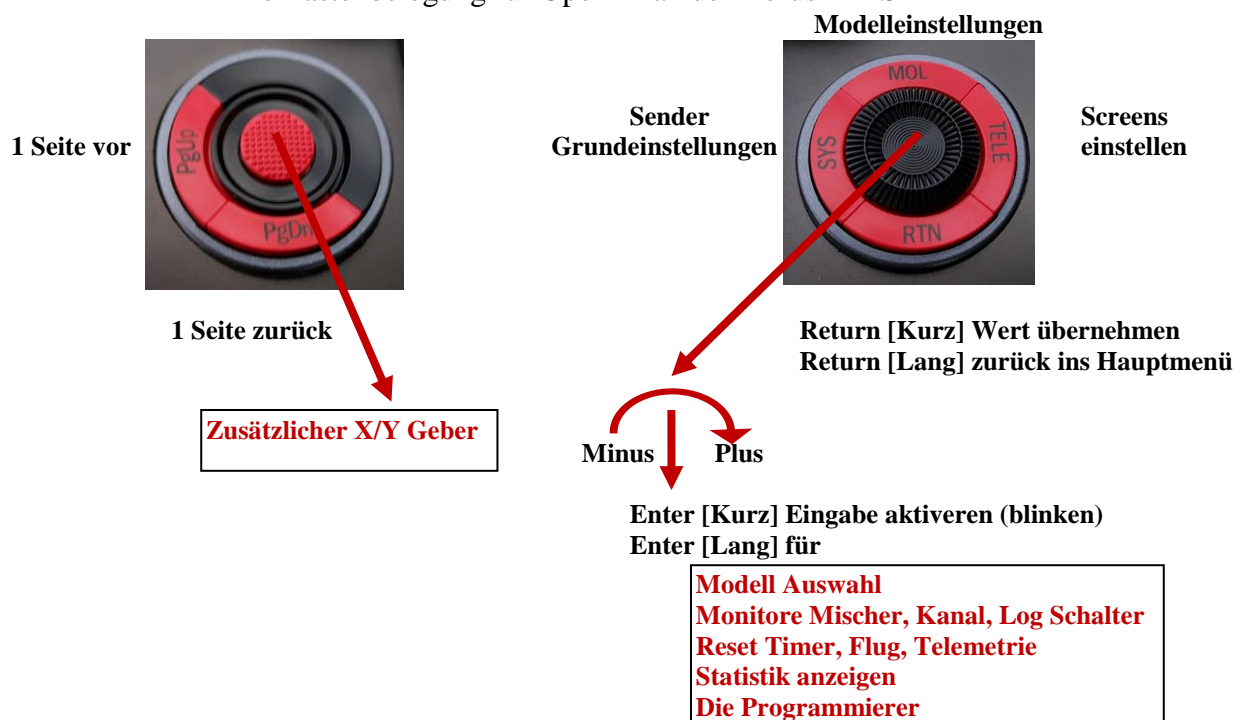 Modelleinstellungen
MOL
Sender
Grundeinstellungen
Screens
einstellen
1 Seite vor
PgUp
SYS
TELE
PgDn
RTN
1 Seite zurück
Return [Kurz] Wert übernehmen
Return [Lang] zurück ins Hauptmenü
Zusätzlicher X/Y Geber
Minus
Plus
Enter [Kurz] Eingabe aktiveren (blinken)
Enter [Lang] für
Modell Auswahl
Monitore Mischer, Kanal, Log Schalter
Reset Timer, Flug, Telemetrie
Statistik anzeigen
Die Programmierer